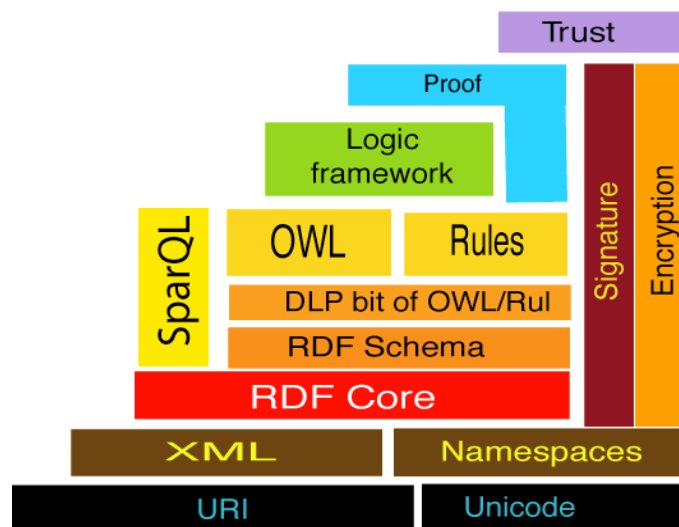 Trust
Proof
Logic
framework
SparQL
OWL
Rules
Signature
Encryption
DLP bit of OWL/Rul
RDF Schema
RDF Core
XML
Namespaces
URI
Unicode